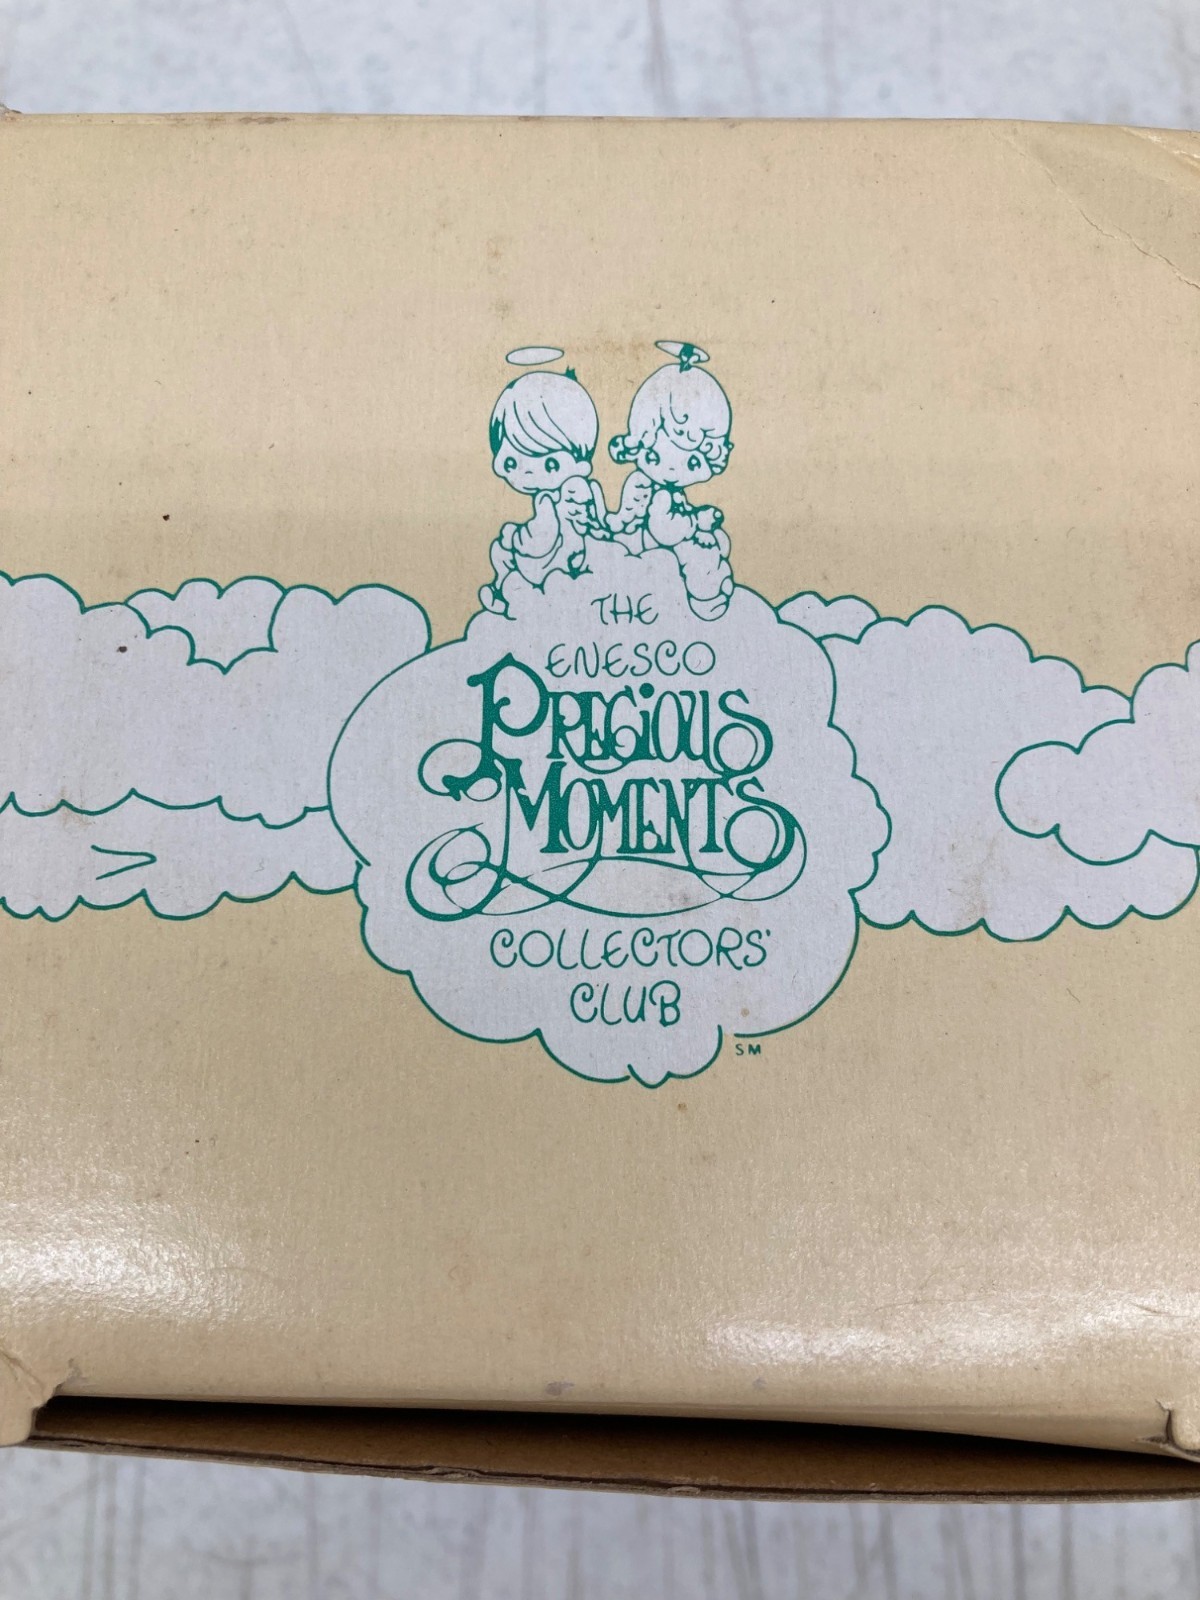 THE
ENESCO
PRECIOUS
MOMENTS
COLLECTORS'
CLUB
SM